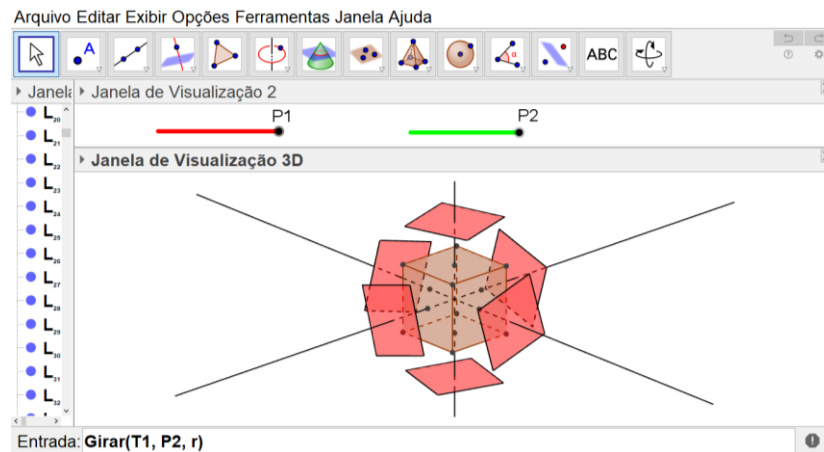 Arquivo Editar Exibir Opções Ferramentas Janela Ajuda
A
α
ABC
Janela de Visualização 2
P1
P2
Janela de Visualização 3D
L₂₀
L₂₁
L₂₂
L₂₃
L₂₄
L₂₅
L₂₆
L₂₇
L₂₈
L₂₉
L₃₀
L₃₁
L₃₂
Entrada: Girar(T1, P2, r)